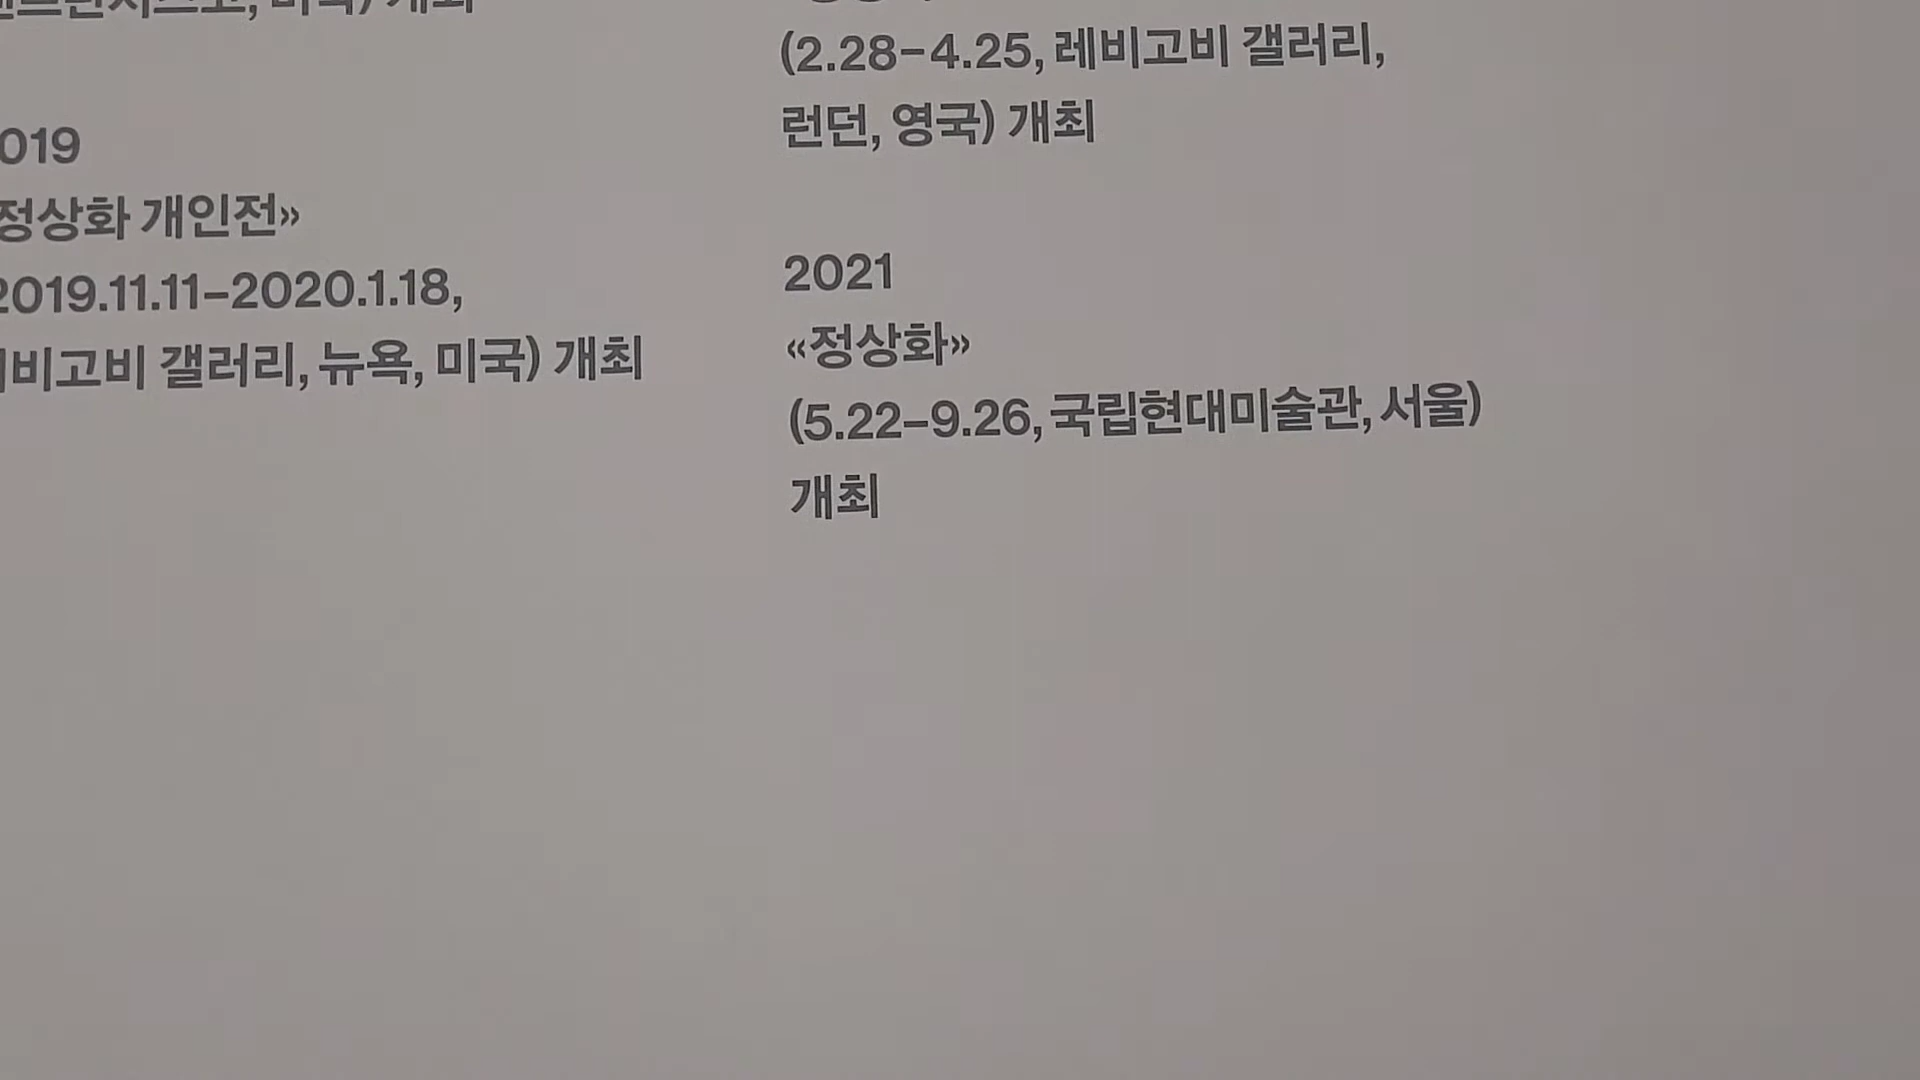 019
정상화 개인전»
2019.11.11–2020.1.18,
비고비 갤러리, 뉴욕, 미국) 개최
(2.28–4.25, 레비고비 갤러리,
런던, 영국) 개최
2021
«정상화»
(5.22–9.26, 국립현대미술관, 서울)
개최